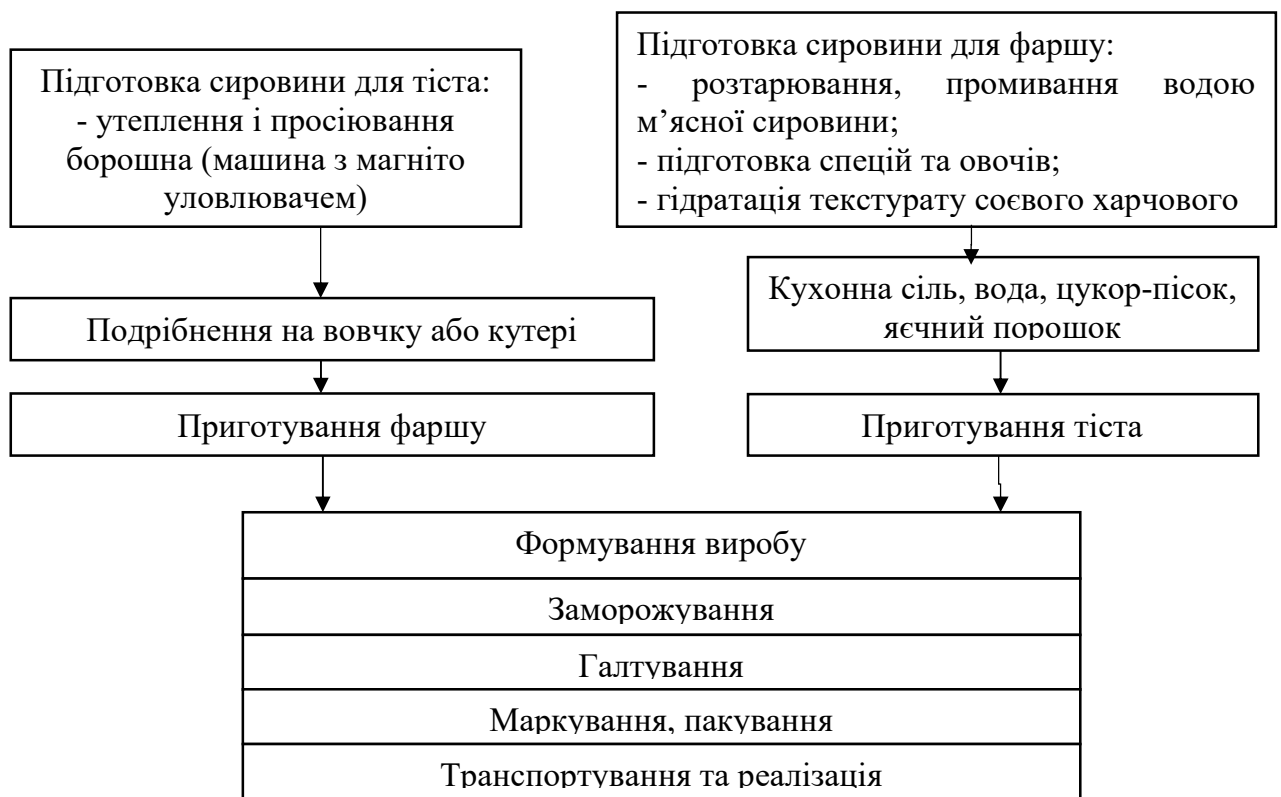 Підготовка сировини для тіста:
- утеплення і просіювання
борошна (машина з магніто
уловлювачем)
Підготовка сировини для фаршу:
- розтарювання, промивання водою
м’ясної сировини;
- підготовка спецій та овочів;
- гідратація текстурату соєвого харчового
Подрібнення на вовчку або кутері
Кухонна сіль, вода, цукор-пісок,
яєчний порошок
Приготування фаршу
Приготування тіста
Формування виробу
Заморожування
Галтування
Маркування, пакування
Транспортування та реалізація